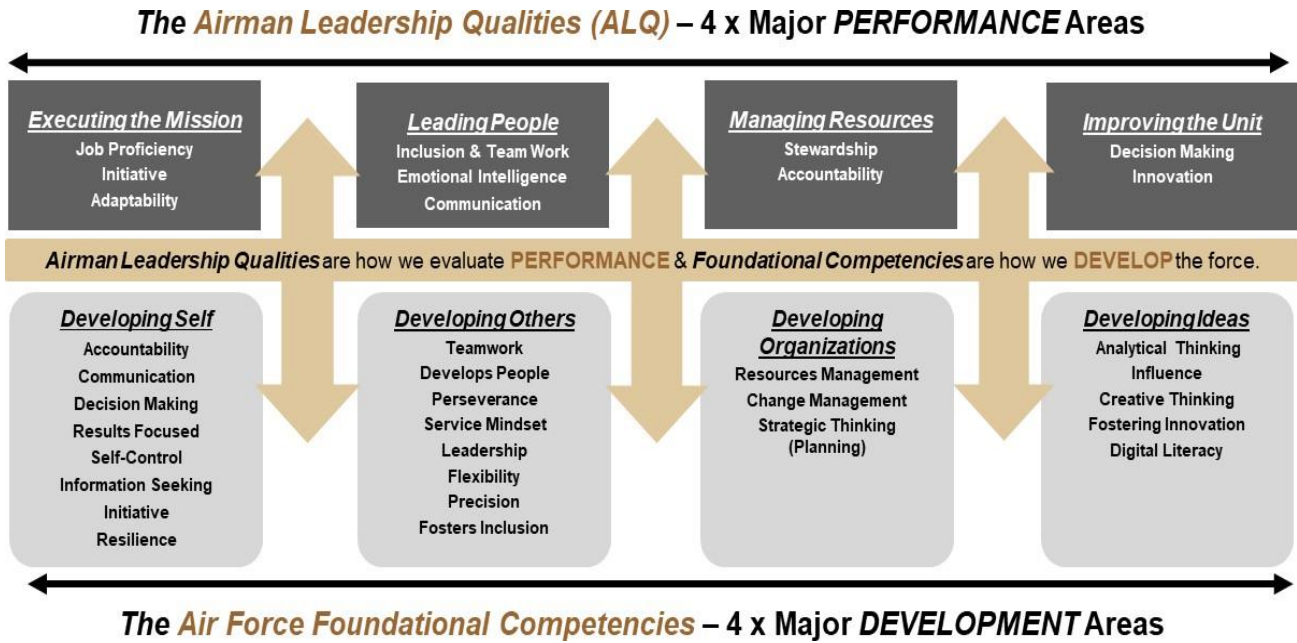 The Airman Leadership Qualities (ALQ) – 4 x Major PERFORMANCE Areas
Executing the Mission
Job Proficiency
Initiative
Adaptability
Leading People
Inclusion & Team Work
Emotional Intelligence
Communication
Managing Resources
Stewardship
Accountability
Improving the Unit
Decision Making
Innovation
Airman Leadership Qualities are how we evaluate PERFORMANCE & Foundational Competencies are how we DEVELOP the force.
Developing Self
Accountability
Communication
Decision Making
Results Focused
Self-Control
Information Seeking
Initiative
Resilience
Developing Others
Teamwork
Develops People
Perseverance
Service Mindset
Leadership
Flexibility
Precision
Fosters Inclusion
Developing
Organizations
Resources Management
Change Management
Strategic Thinking
(Planning)
Developing Ideas
Analytical Thinking
Influence
Creative Thinking
Fostering Innovation
Digital Literacy
The Air Force Foundational Competencies – 4 x Major DEVELOPMENT Areas